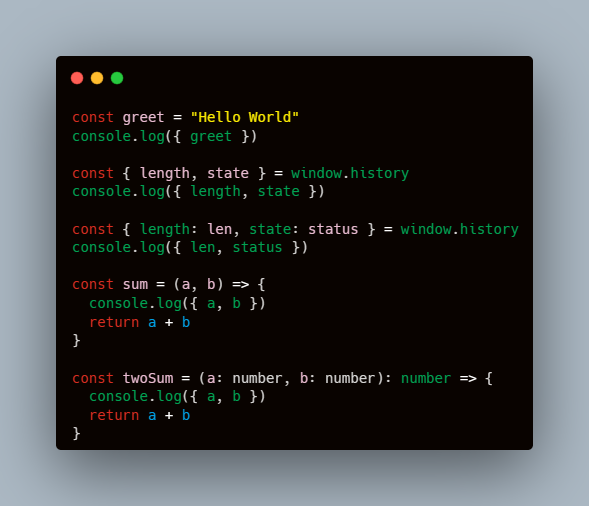 const greet = "Hello World"
console.log({ greet })

const { length, state } = window.history
console.log({ length, state })

const { length: len, state: status } = window.history
console.log({ len, status })

const sum = (a, b) => {
  console.log({ a, b })
  return a + b
}

const twoSum = (a: number, b: number): number => {
  console.log({ a, b })
  return a + b
}